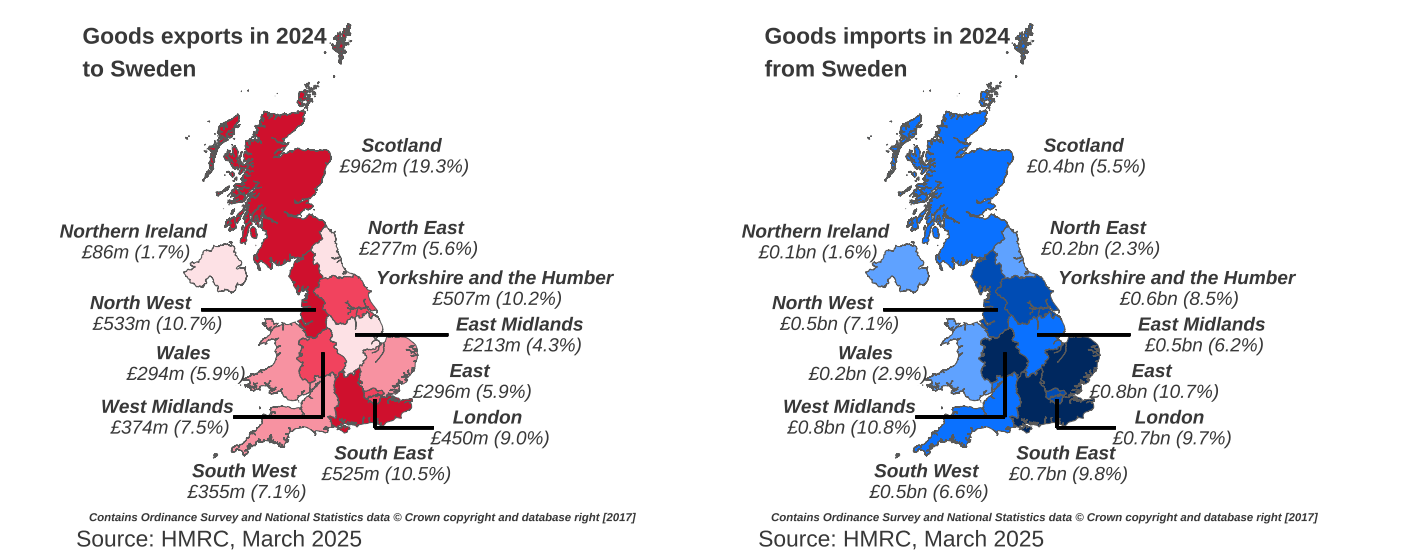 Goods exports in 2024
to Sweden
Scotland
£962m (19.3%)
Northern Ireland
£86m (1.7%)
North East
£277m (5.6%)
Yorkshire and the Humber
£507m (10.2%)
North West
£533m (10.7%)
East Midlands
£213m (4.3%)
Wales
£294m (5.9%)
East
£296m (5.9%)
West Midlands
£374m (7.5%)
London
£450m (9.0%)
South East
£525m (10.5%)
South West
£355m (7.1%)
Contains Ordinance Survey and National Statistics data © Crown copyright and database right [2017]
Source: HMRC, March 2025
Goods imports in 2024
from Sweden
Scotland
£0.4bn (5.5%)
Northern Ireland
£0.1bn (1.6%)
North East
£0.2bn (2.3%)
Yorkshire and the Humber
£0.6bn (8.5%)
North West
£0.5bn (7.1%)
East Midlands
£0.5bn (6.2%)
Wales
£0.2bn (2.9%)
East
£0.8bn (10.7%)
West Midlands
£0.8bn (10.8%)
London
£0.7bn (9.7%)
South East
£0.7bn (9.8%)
South West
£0.5bn (6.6%)
Contains Ordinance Survey and National Statistics data © Crown copyright and database right [2017]
Source: HMRC, March 2025